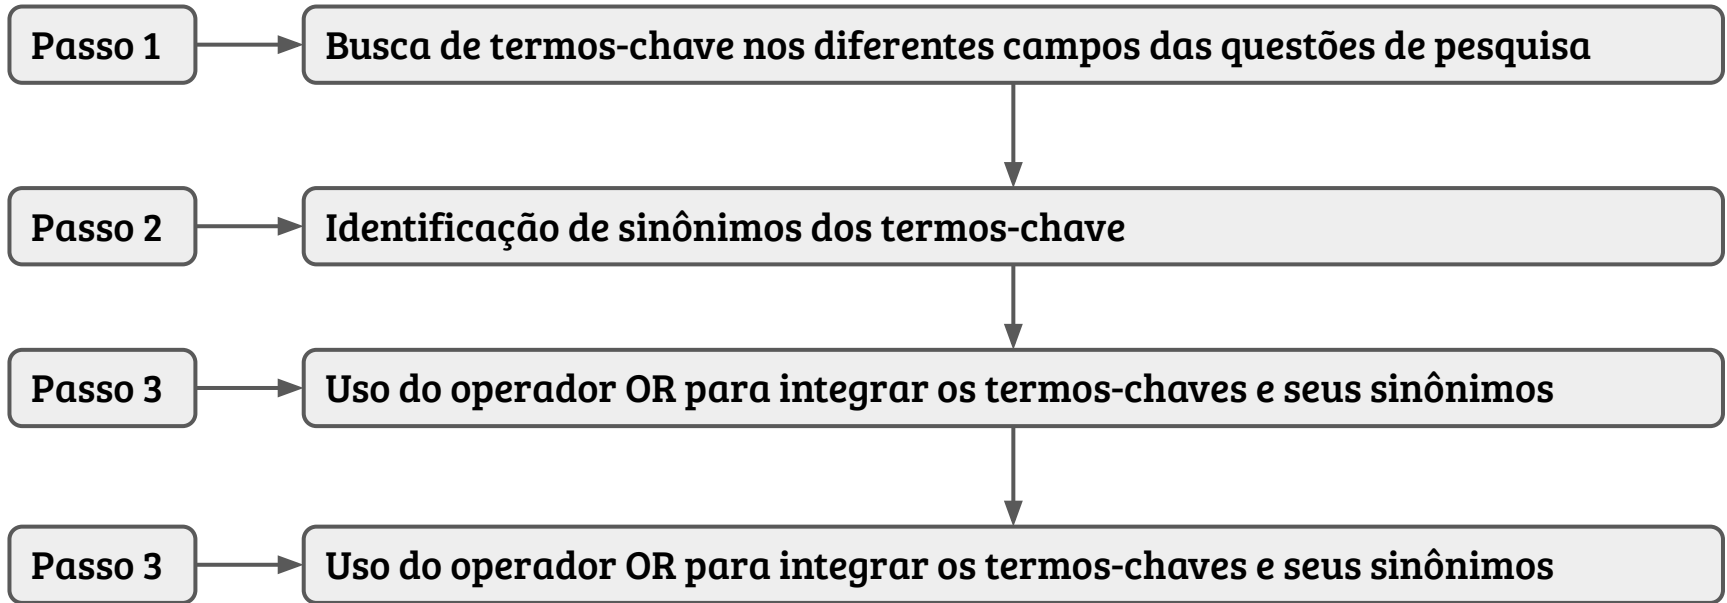 Passo 1
Busca de termos-chave nos diferentes campos das questões de pesquisa
Passo 2
Identificação de sinônimos dos termos-chave
Passo 3
Uso do operador OR para integrar os termos-chaves e seus sinônimos
Passo 3
Uso do operador OR para integrar os termos-chaves e seus sinônimos